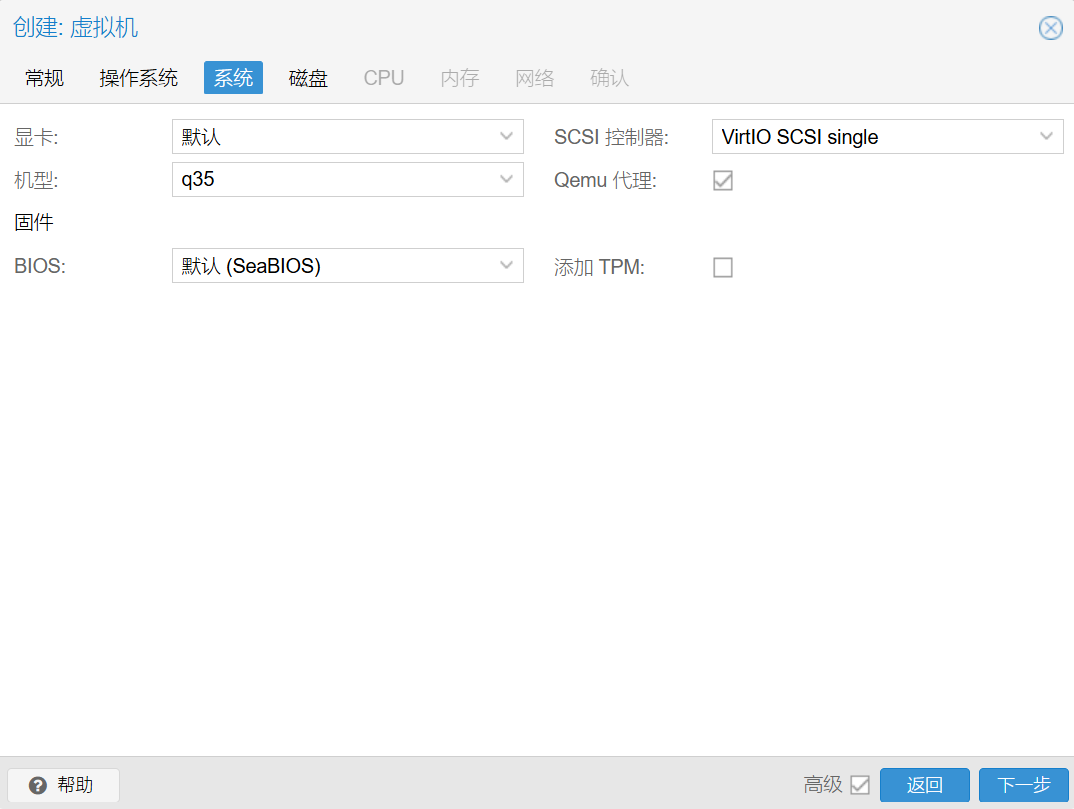 创建: 虚拟机
常规 操作系统 系统 磁盘 CPU 内存 网络 确认
显卡: 默认 SCSI 控制器: VirtIO SCSI single
机型: q35 Qemu 代理:
固件
BIOS: 默认 (SeaBIOS) 添加 TPM:
帮助 高级 返回 下一步